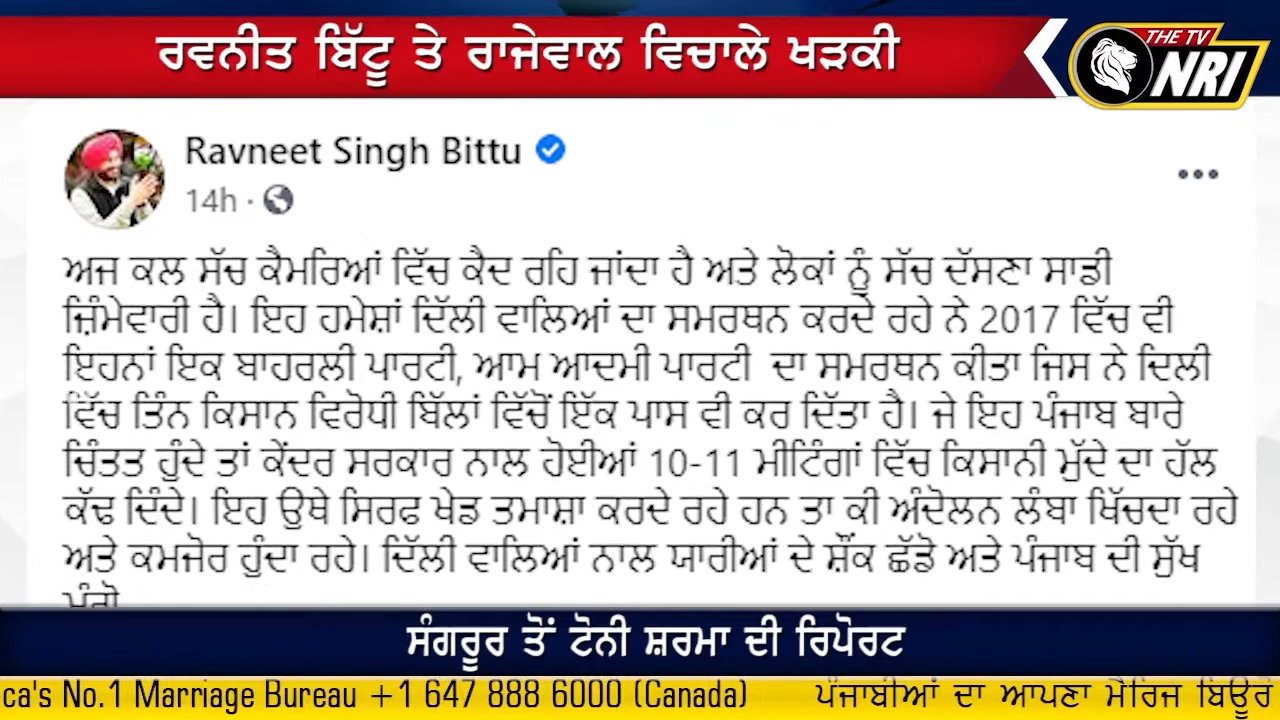 ਰਵਨੀਤ ਬਿੱਟੂ ਤੇ ਰਾਜੇਵਾਲ ਵਿਚਾਲੇ ਖੜਕੀ
THE TV
NRI
Ravneet Singh Bittu
14h ·
ਅਜ ਕਲ ਸੱਚ ਕੈਮਰਿਆਂ ਵਿੱਚ ਕੈਦ ਰਹਿ ਜਾਂਦਾ ਹੈ ਅਤੇ ਲੋਕਾਂ ਨੂੰ ਸੱਚ ਦੱਸਣਾ ਸਾਡੀ
ਜ਼ਿੰਮੇਵਾਰੀ ਹੈ। ਇਹ ਹਮੇਸ਼ਾਂ ਦਿੱਲੀ ਵਾਲਿਆਂ ਦਾ ਸਮਰਥਨ ਕਰਦੇ ਰਹੇ ਨੇ 2017 ਵਿੱਚ ਵੀ
ਇਹਨਾਂ ਇਕ ਬਾਹਰਲੀ ਪਾਰਟੀ, ਆਮ ਆਦਮੀ ਪਾਰਟੀ ਦਾ ਸਮਰਥਨ ਕੀਤਾ ਜਿਸ ਨੇ ਦਿਲੀ
ਵਿੱਚ ਤਿੰਨ ਕਿਸਾਨ ਵਿਰੋਧੀ ਬਿੱਲਾਂ ਵਿੱਚੋਂ ਇੱਕ ਪਾਸ ਵੀ ਕਰ ਦਿੱਤਾ ਹੈ। ਜੇ ਇਹ ਪੰਜਾਬ ਬਾਰੇ
ਚਿੰਤਤ ਹੁੰਦੇ ਤਾਂ ਕੇਂਦਰ ਸਰਕਾਰ ਨਾਲ ਹੋਈਆਂ 10-11 ਮੀਟਿੰਗਾਂ ਵਿੱਚ ਕਿਸਾਨੀ ਮੁੱਦੇ ਦਾ ਹੱਲ
ਕੱਢ ਦਿੰਦੇ। ਇਹ ਉਥੇ ਸਿਰਫ ਖੇਡ ਤਮਾਸ਼ਾ ਕਰਦੇ ਰਹੇ ਹਨ ਤਾ ਕੀ ਅੰਦੋਲਨ ਲੰਬਾ ਖਿੱਚਦਾ ਰਹੇ
ਅਤੇ ਕਮਜੋਰ ਹੁੰਦਾ ਰਹੇ। ਦਿੱਲੀ ਵਾਲਿਆਂ ਨਾਲ ਯਾਰੀਆਂ ਦੇ ਸ਼ੌਂਕ ਛੱਡੋ ਅਤੇ ਪੰਜਾਬ ਦੀ ਸੁੱਖ
ਸੰਗਰੂਰ ਤੋਂ ਟੋਨੀ ਸ਼ਰਮਾ ਦੀ ਰਿਪੋਰਟ
ca's No.1 Marriage Bureau +1 647 888 6000 (Canada) ਪੰਜਾਬੀਆਂ ਦਾ ਆਪਣਾ ਮੈਰਿਜ ਬਿਊਰੋ